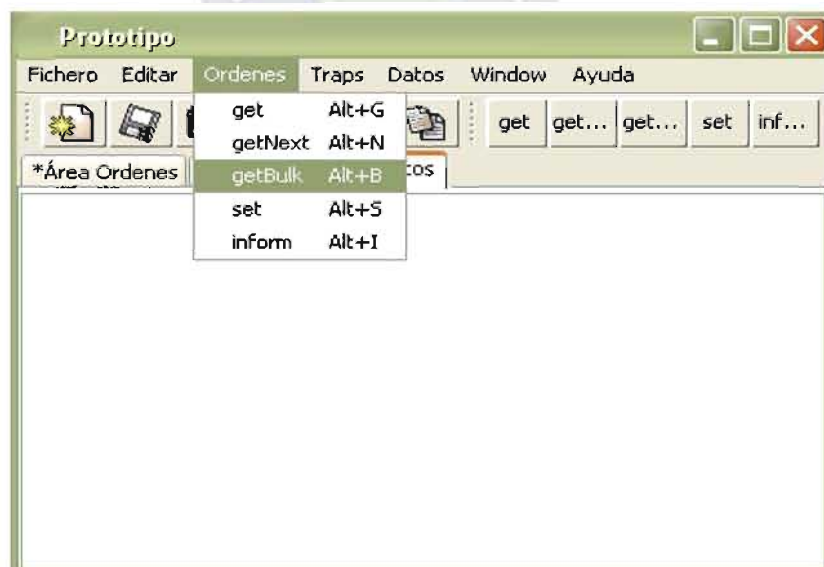 Prototipo
Fichero Editar Ordenes Traps Datos Window Ayuda
get get... get... set inf...
*Área Ordenes
get Alt+G
getNext Alt+N
getBulk Alt+B
set Alt+S
inform Alt+I